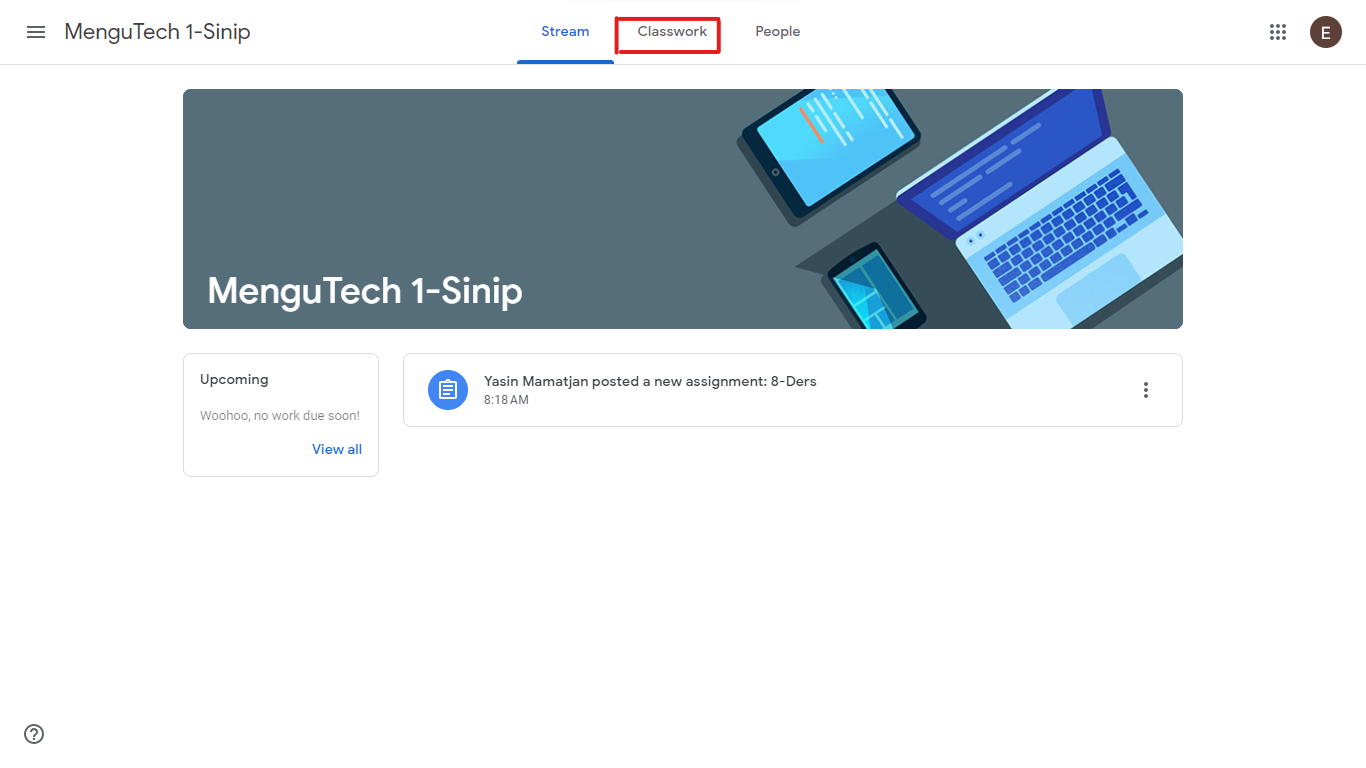 MenguTech 1-Sinip
Stream
Classwork
People
E
MenguTech 1-Sinip
Upcoming
Woohoo, no work due soon!
View all
Yasin Mamatjan posted a new assignment: 8-Ders
8:18 AM